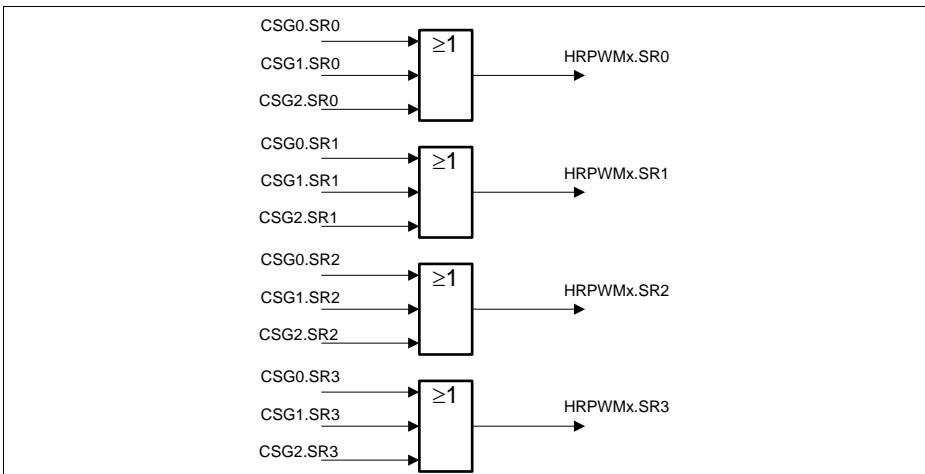 CSG0.SR0
≥1
HRPWMx.SR0
CSG1.SR0
CSG2.SR0
CSG0.SR1
≥1
HRPWMx.SR1
CSG1.SR1
CSG2.SR1
CSG0.SR2
≥1
HRPWMx.SR2
CSG1.SR2
CSG2.SR2
CSG0.SR3
≥1
HRPWMx.SR3
CSG1.SR3
CSG2.SR3